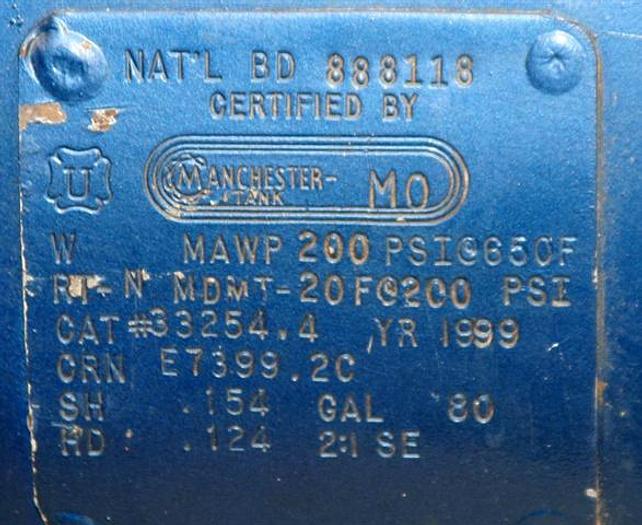 NAT'L BD 888118
CERTIFIED BY
U MANCHESTER TANK MO
W MAWP 200 PSI@650F
RT-N MDMT-20F@200 PSI
CAT#33254.4 YR 1999
CRN E7399.2C
SH .154 GAL 80
HD .124 2:1 SE